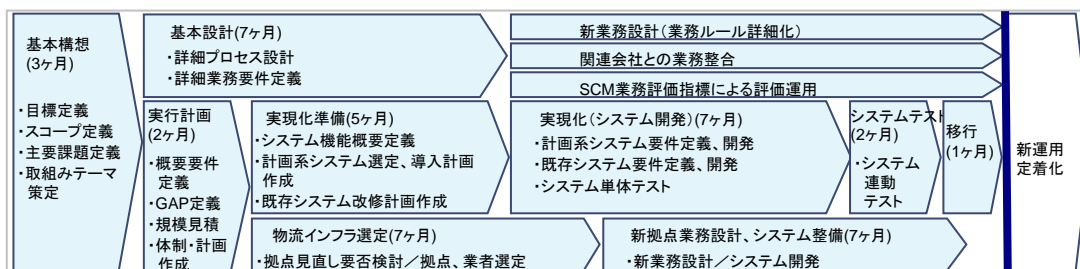 基本構想
(3ヶ月)
・目標定義
・スコープ定義
・主要課題定義
・取組みテーマ
策定
基本設計(7ヶ月)
・詳細プロセス設計
・詳細業務要件定義
新業務設計(業務ルール詳細化)
関連会社との業務整合
SCM業務評価指標による評価運用
実行計画
(2ヶ月)
・概要要件
定義
・GAP定義
・規模見積
・体制・計画
作成
実現化準備(5ヶ月)
・システム機能概要定義
・計画系システム選定、導入計画
作成
・既存システム改修計画作成
実現化(システム開発)(7ヶ月)
・計画系システム要件定義、開発
・既存システム要件定義、開発
・システム単体テスト
システムテスト
(2ヶ月)
・システム
連動
テスト
移行
(1ヶ月)
新運用
定着化
物流インフラ選定(7ヶ月)
・拠点見直し要否検討/拠点、業者選定
新拠点業務設計、システム整備(7ヶ月)
・新業務設計/システム開発